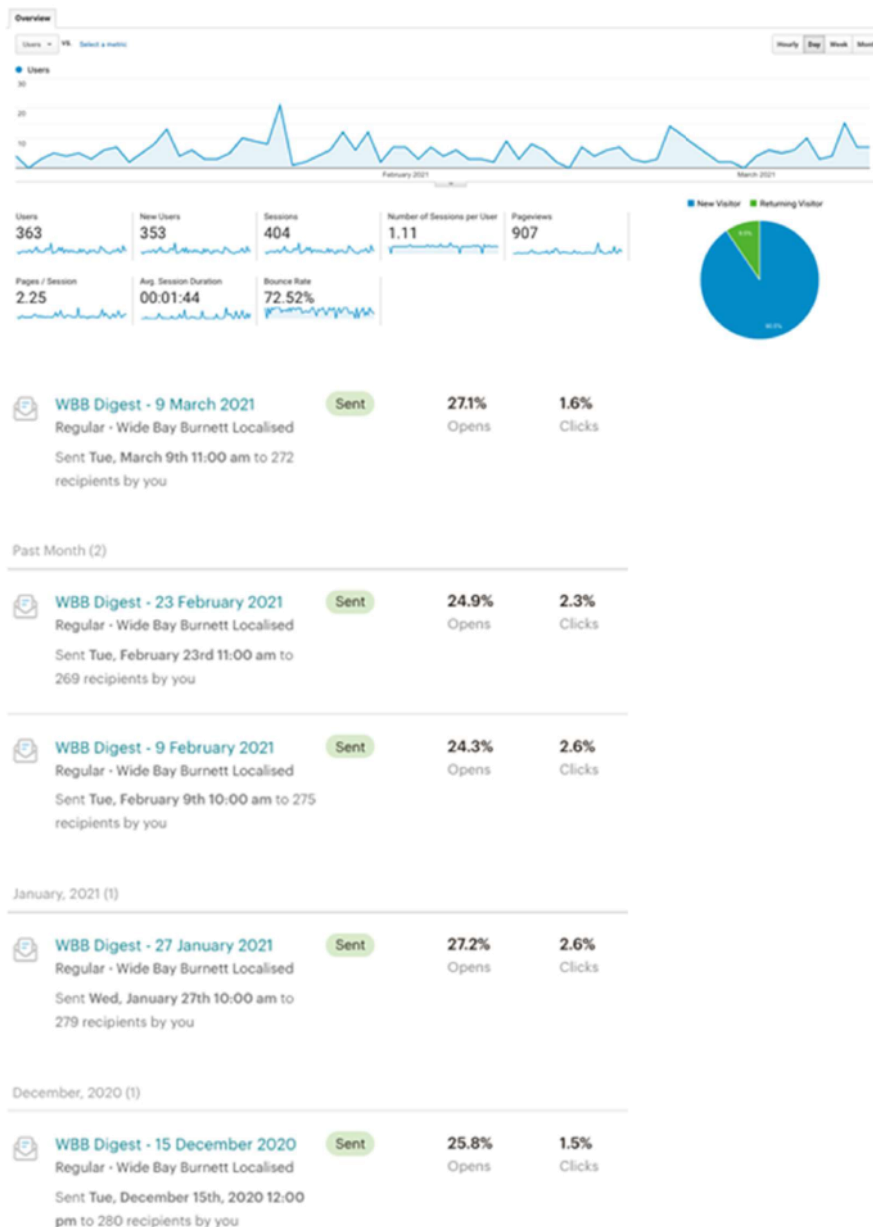 Overview
Users VS. Select a metric
Hourly Day Week Month
Users
30
20
10
February 2021 March 2021
New Visitor Returning Visitor
Users New Users Sessions Number of Sessions per User Pageviews
363 353 404 1.11 907
Pages / Session Avg. Session Duration Bounce Rate
2.25 00:01:44 72.52%
WBB Digest - 9 March 2021 Sent 27.1% 1.6%
Regular - Wide Bay Burnett Localised Opens Clicks
Sent Tue, March 9th 11:00 am to 272
recipients by you
Past Month (2)
WBB Digest - 23 February 2021 Sent 24.9% 2.3%
Regular - Wide Bay Burnett Localised Opens Clicks
Sent Tue, February 23rd 11:00 am to
269 recipients by you
WBB Digest - 9 February 2021 Sent 24.3% 2.6%
Regular - Wide Bay Burnett Localised Opens Clicks
Sent Tue, February 9th 10:00 am to 275
recipients by you
January, 2021 (1)
WBB Digest - 27 January 2021 Sent 27.2% 2.6%
Regular - Wide Bay Burnett Localised Opens Clicks
Sent Wed, January 27th 10:00 am to
279 recipients by you
December, 2020 (1)
WBB Digest - 15 December 2020 Sent 25.8% 1.5%
Regular - Wide Bay Burnett Localised Opens Clicks
Sent Tue, December 15th, 2020 12:00
pm to 280 recipients by you